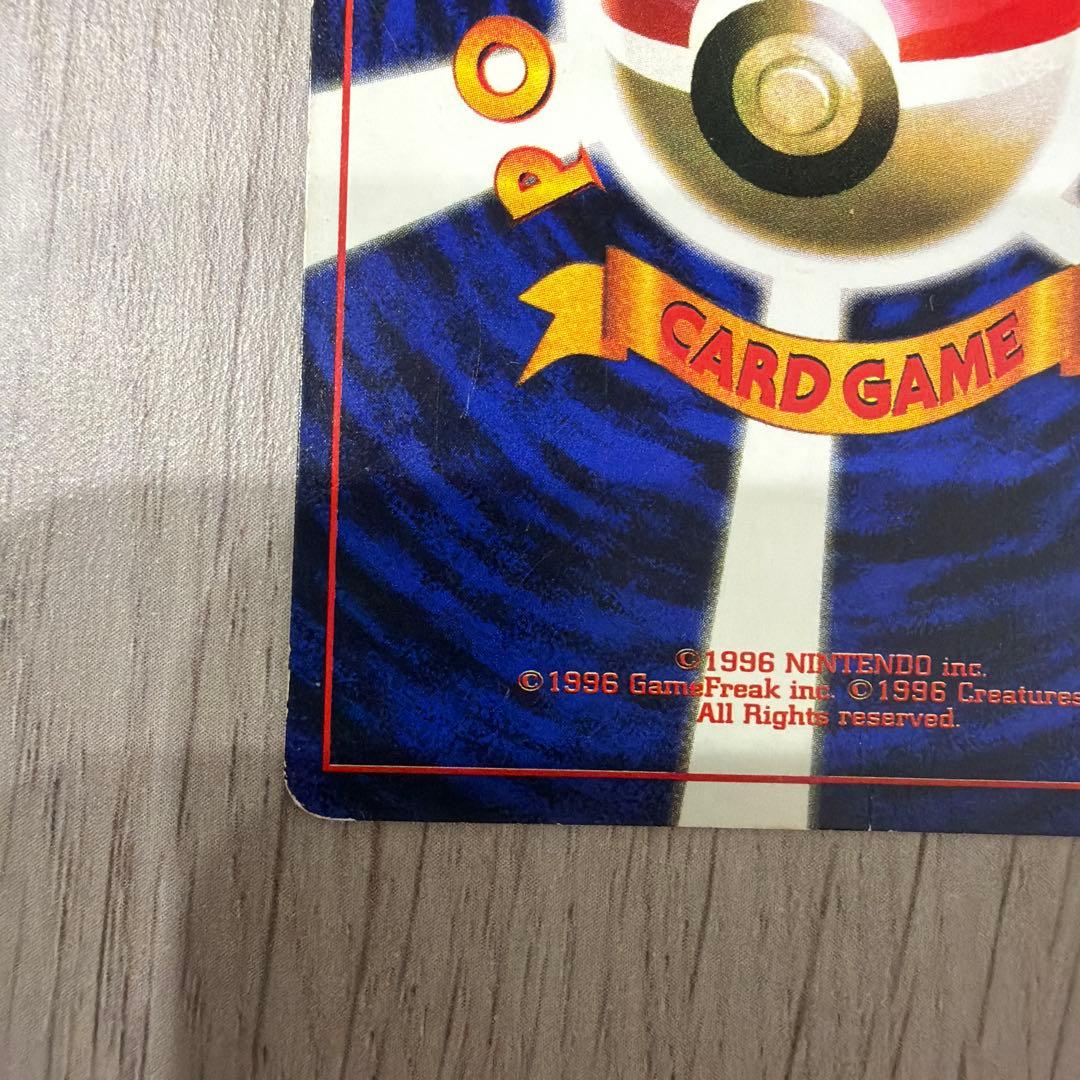 PO
CARD GAME
©1996 NINTENDO inc.
©1996 GameFreak inc. ©1996 Creatures
All Rights reserved.